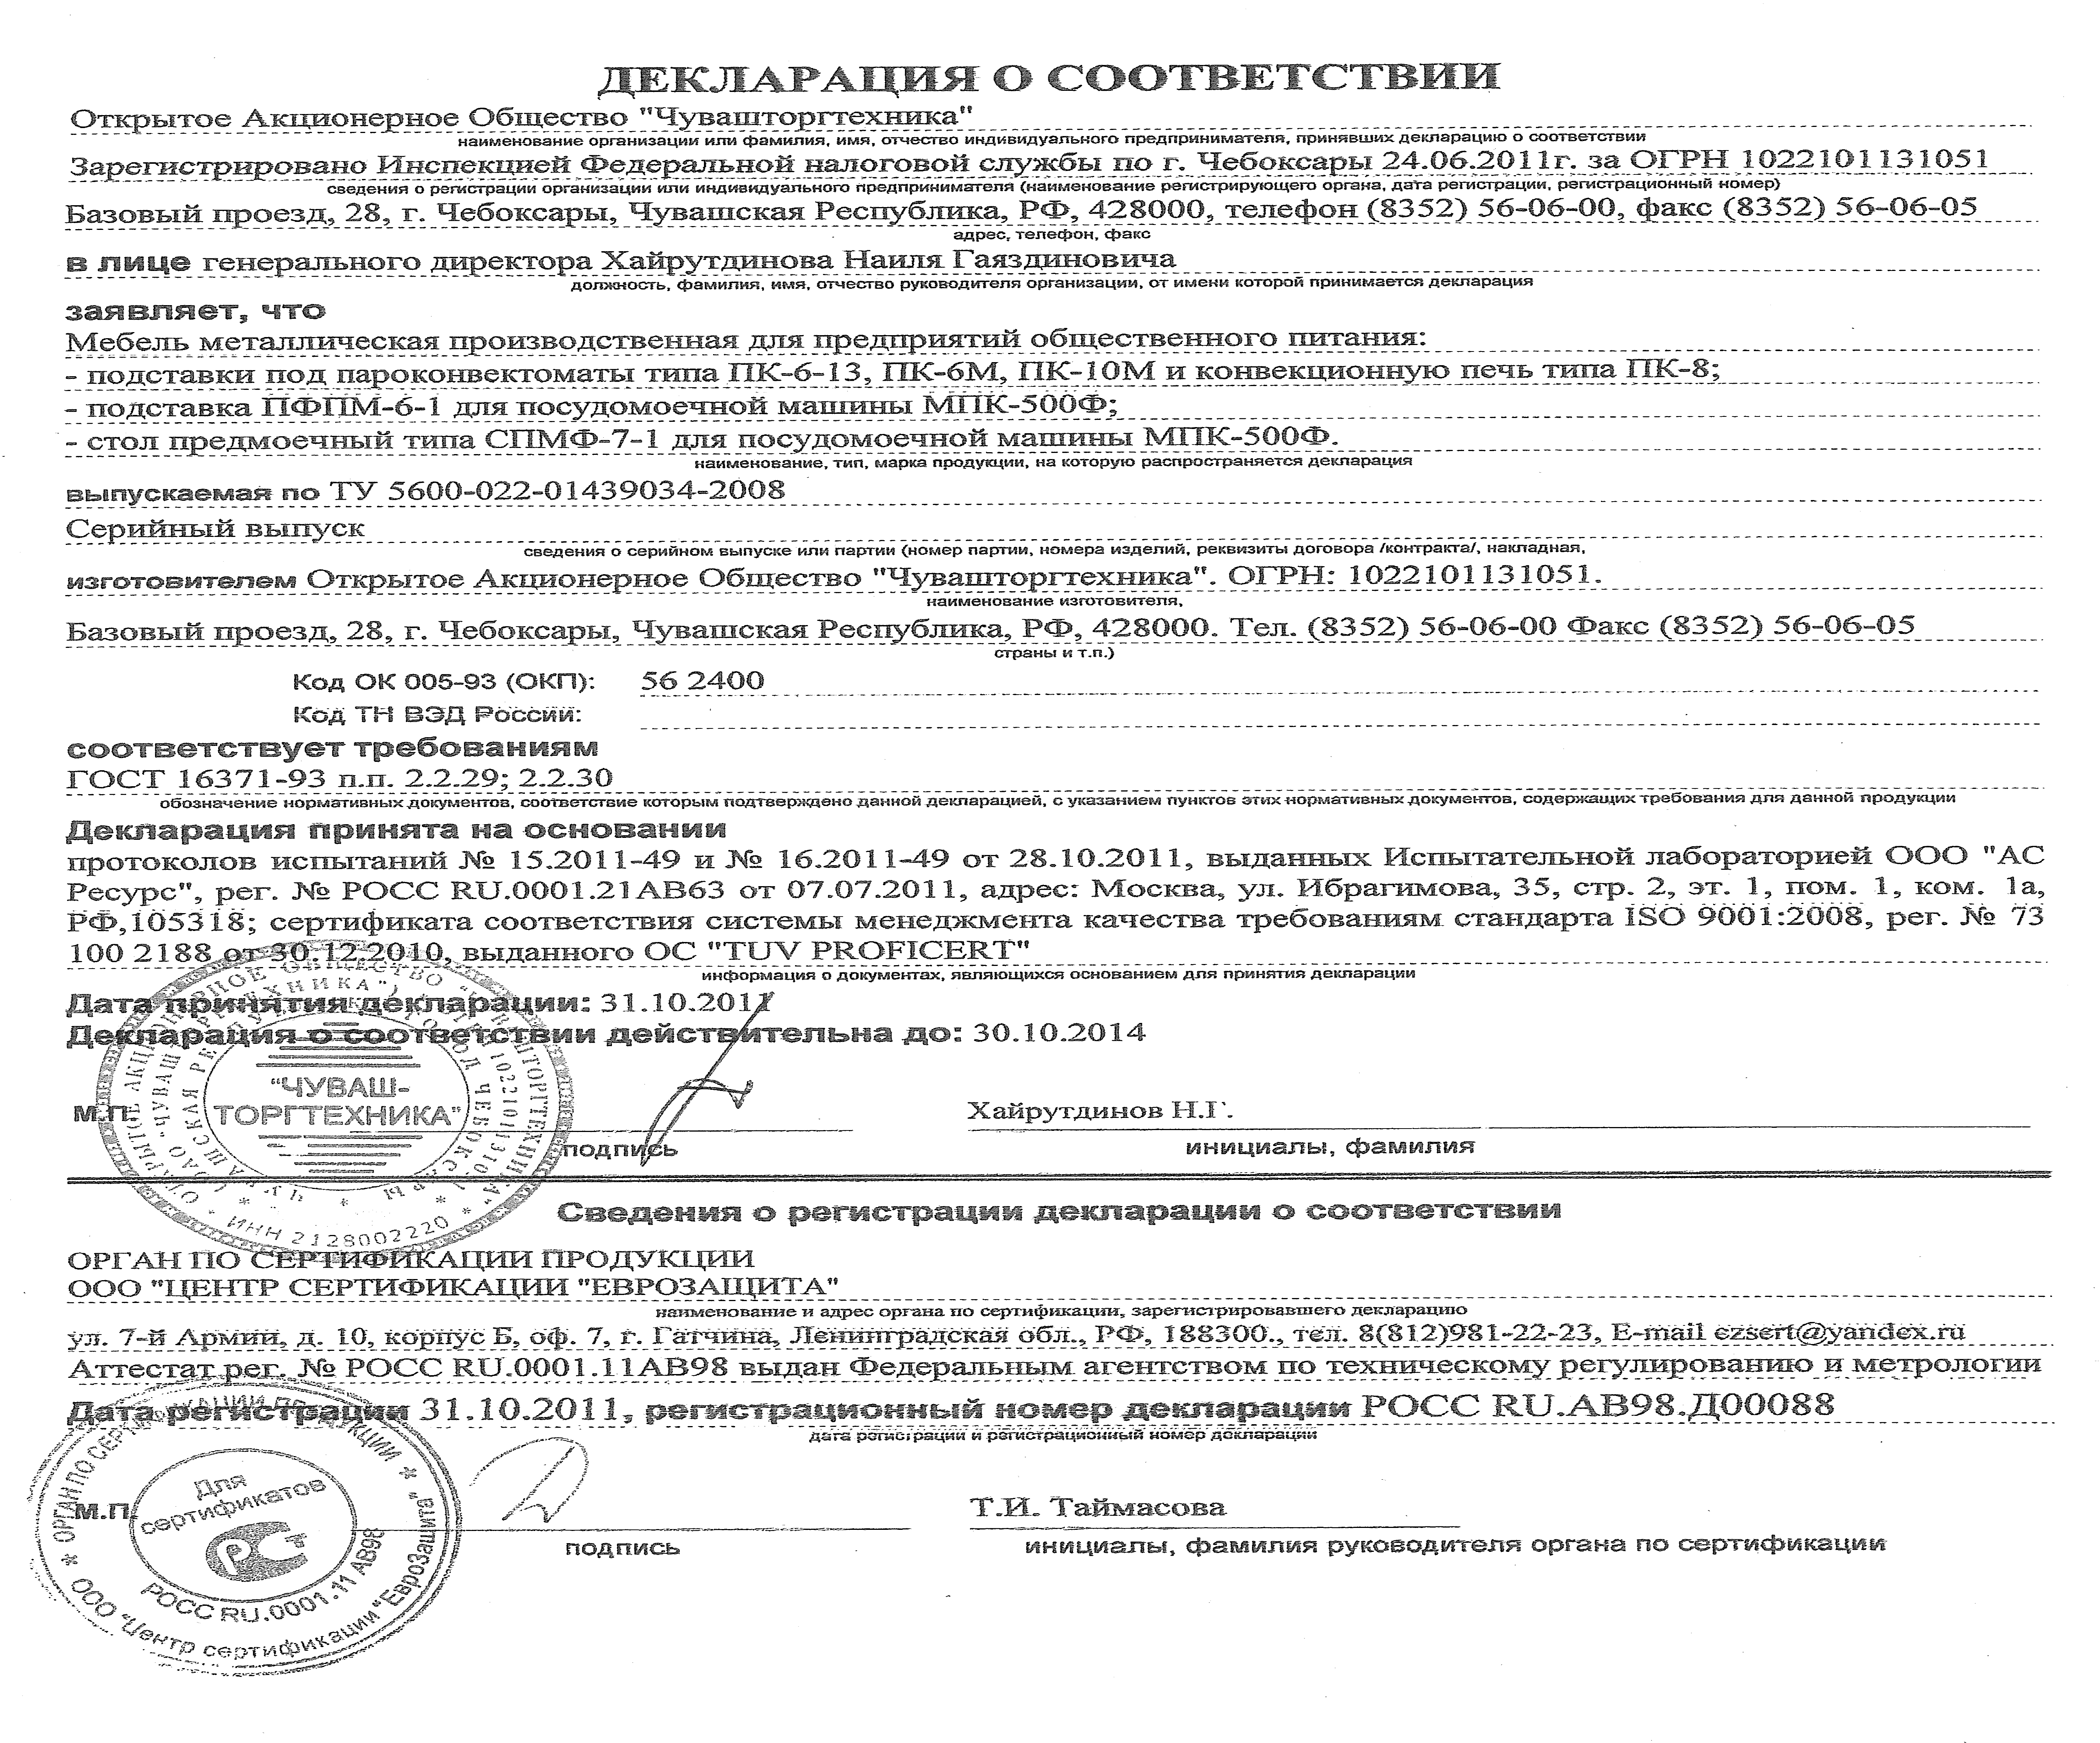 ДЕКЛАРАЦИЯ О СООТВЕТСТВИИ
Открытое Акционерное Общество "Чувашторгтехника"
наименование организации или фамилия, имя, отчество индивидуального предпринимателя, принявших декларацию о соответствии
Зарегистрировано Инспекцией Федеральной налоговой службы по г. Чебоксары 24.06.2011г. за ОГРН 1022101131051
сведения о регистрации организации или индивидуального предпринимателя (наименование регистрирующего органа, дата регистрации, регистрационный номер)
Базовый проезд, 28, г. Чебоксары, Чувашская Республика, РФ, 428000, телефон (8352) 56-06-00, факс (8352) 56-06-05
адрес, телефон, факс
в лице генерального директора Хайрутдинова Наиля Гаяздиновича
должность, фамилия, имя, отчество руководителя организации, от имени которой принимается декларация
заявляет, что
Мебель металлическая производственная для предприятий общественного питания:
- подставки под пароконвектоматы типа ПК-6-13, ПК-6М, ПК-10М и конвекционную печь типа ПК-8;
- подставка ПФПМ-6-1 для посудомоечной машины МПК-500Ф;
- стол предмоечный типа СПМФ-7-1 для посудомоечной машины МПК-500Ф.
наименование, тип, марка продукции, на которую распространяется декларация
выпускаемая по ТУ 5600-022-01439034-2008
Серийный выпуск
сведения о серийном выпуске или партии (номер партии, номера изделий, реквизиты договора /контракта/, накладная,
изготовителем Открытое Акционерное Общество "Чувашторгтехника". ОГРН: 1022101131051.
наименование изготовителя,
Базовый проезд, 28, г. Чебоксары, Чувашская Республика, РФ, 428000. Тел. (8352) 56-06-00 Факс (8352) 56-06-05
страны и т.п.)
Код ОК 005-93 (ОКП): 56 2400
Код ТН ВЭД России:
соответствует требованиям
ГОСТ 16371-93 п.п. 2.2.29; 2.2.30
обозначение нормативных документов, соответствие которым подтверждено данной декларацией, с указанием пунктов этих нормативных документов, содержащих требования для данной продукции
Декларация принята на основании
протоколов испытаний № 15.2011-49 и № 16.2011-49 от 28.10.2011, выданных Испытательной лабораторией ООО "АС
Ресурс", рег. № РОСС RU.0001.21АВ63 от 07.07.2011, адрес: Москва, ул. Ибрагимова, 35, стр. 2, эт. 1, пом. 1, ком. 1а,
РФ,105318; сертификата соответствия системы менеджмента качества требованиям стандарта ISO 9001:2008, рег. № 73
100 2188 от 30.12.2010, выданного ОС "TUV PROFICERT"
информация о документах, являющихся основанием для принятия декларации
Дата принятия декларации: 31.10.2011
Декларация о соответствии действительна до: 30.10.2014
ОТКРЫТОЕ АКЦИОНЕРНОЕ ОБЩЕСТВО "ЧУВАШТОРГТЕХНИКА"
(ОАО "ЧУВАШТОРГТЕХНИКА") ОГРН 1022101131051
ЧУВАШСКАЯ РЕСПУБЛИКА ГОРОД ЧЕБОКСАРЫ
"ЧУВАШ-
ТОРГТЕХНИКА"
ИНН 2128002220
М.П. Хайрутдинов Н.Г.
подпись инициалы, фамилия
Сведения о регистрации декларации о соответствии
ОРГАН ПО СЕРТИФИКАЦИИ ПРОДУКЦИИ
ООО "ЦЕНТР СЕРТИФИКАЦИИ "ЕВРОЗАЩИТА"
наименование и адрес органа по сертификации, зарегистрировавшего декларацию
ул. 7-й Армии, д. 10, корпус Б, оф. 7, г. Гатчина, Ленинградская обл., РФ, 188300., тел. 8(812)981-22-23, E-mail ezsert@yandex.ru
Аттестат рег. № РОСС RU.0001.11АВ98 выдан Федеральным агентством по техническому регулированию и метрологии
Дата регистрации 31.10.2011, регистрационный номер декларации РОСС RU.АВ98.Д00088
дата регистрации и регистрационный номер декларации
ОРГАН ПО СЕРТИФИКАЦИИ ПРОДУКЦИИ
ООО "Центр сертификации "ЕвроЗащита"
Для
сертификатов
РОСС RU.0001.11 АВ98
М.П. Т.И. Таймасова
подпись инициалы, фамилия руководителя органа по сертификации